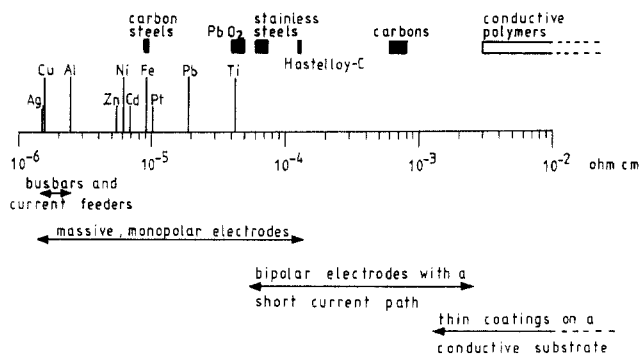 carbon steels
PbO2
stainless steels
Hastelloy-C
carbons
conductive polymers
Cu Al Ni Fe Pb Ti
Ag Zn Cd Pt
10-6 10-5 10-4 10-3 10-2 ohm cm
busbars and
current feeders
massive, monopolar electrodes
bipolar electrodes with a
short current path
thin coatings on a
conductive substrate